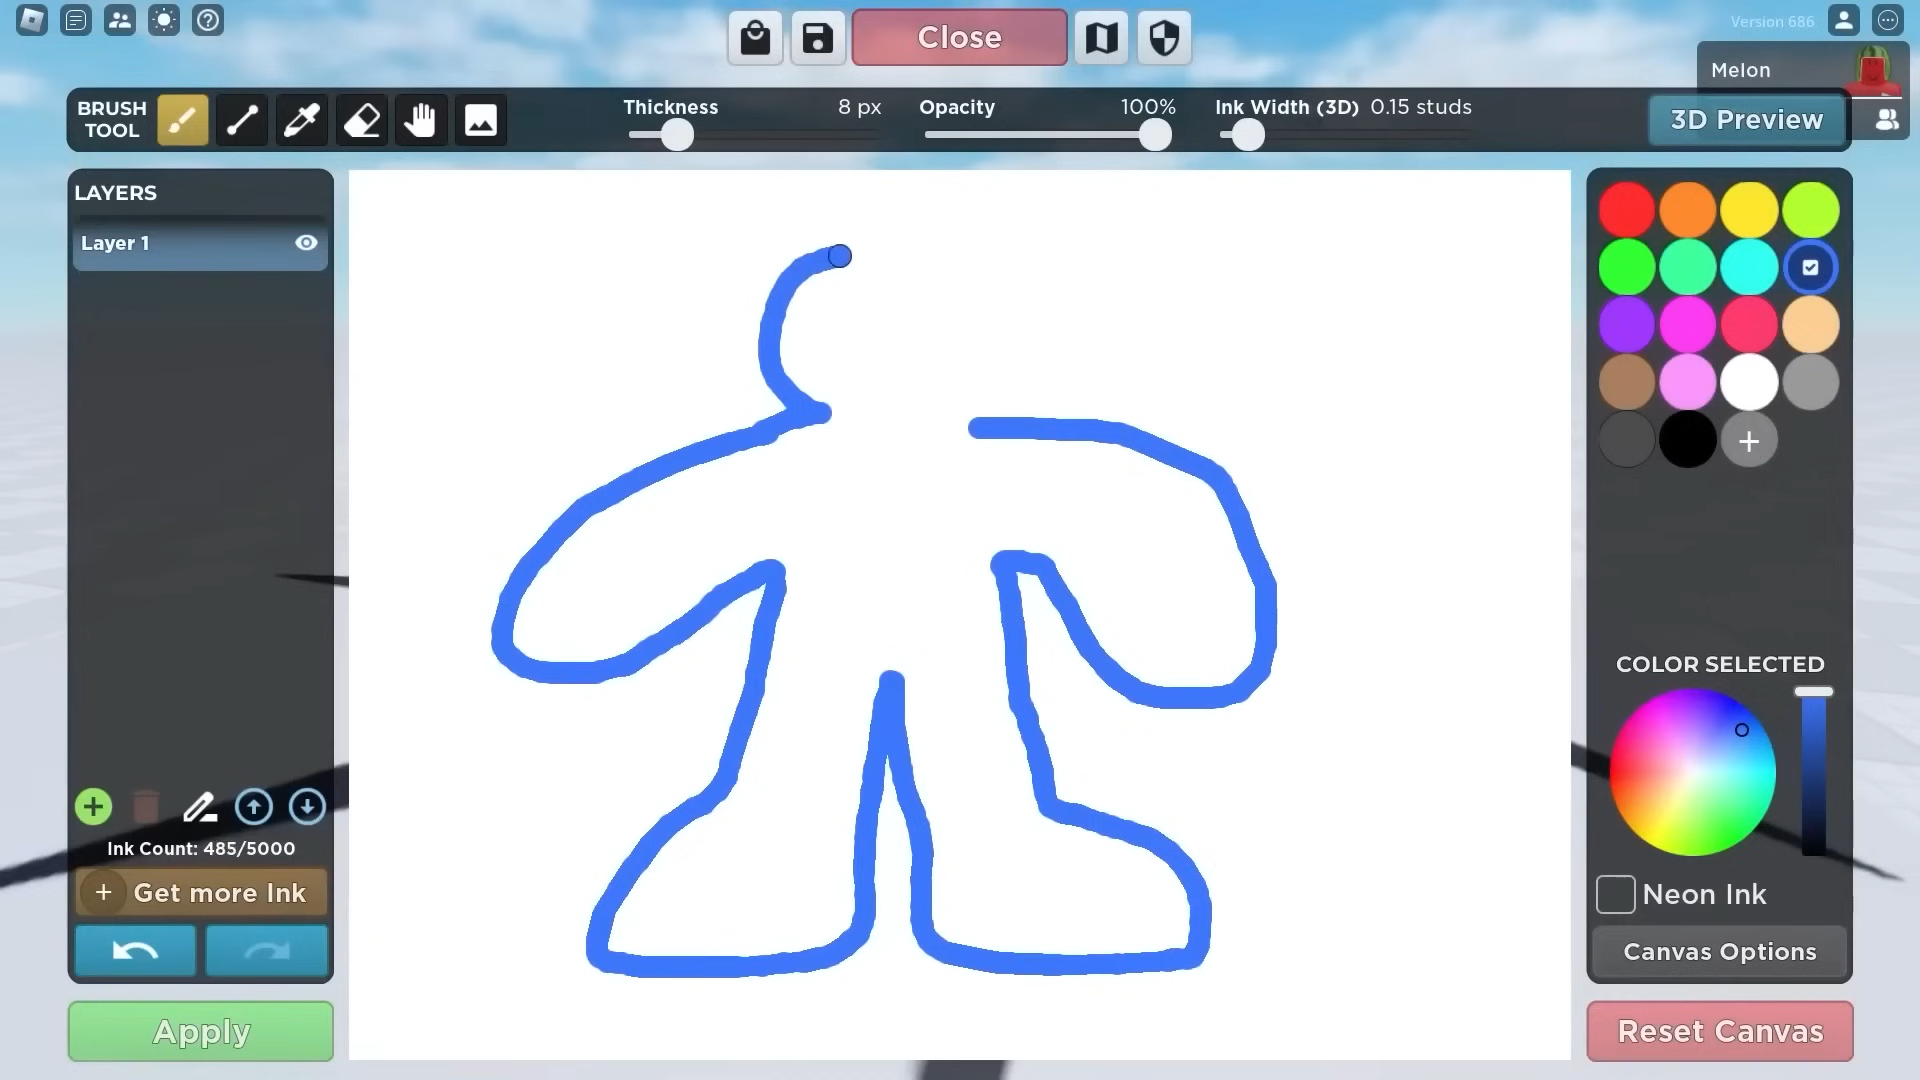 Close
Version 686
Melon
BRUSH TOOL
Thickness 8 px
Opacity 100%
Ink Width (3D) 0.15 studs
3D Preview
LAYERS
Layer 1
Ink Count: 485/5000
+ Get more Ink
Apply
COLOR SELECTED
Neon Ink
Canvas Options
Reset Canvas